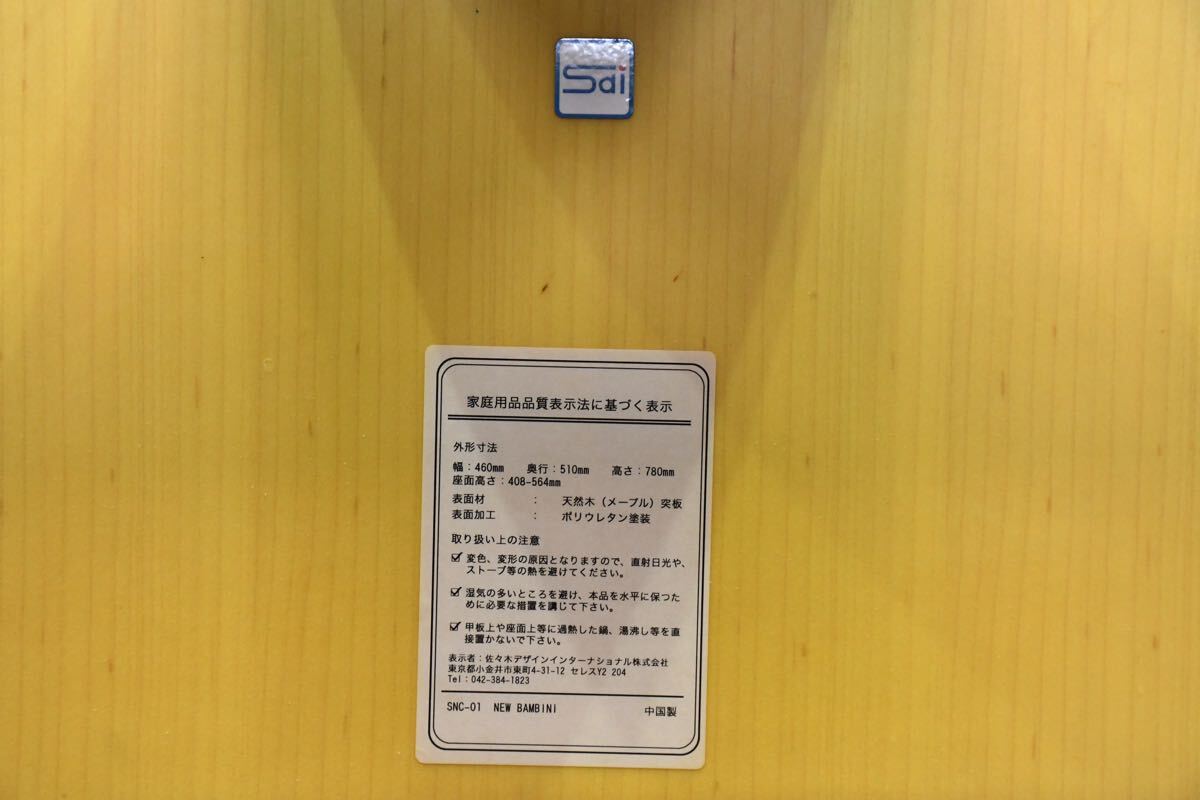 Sdi
家庭用品品質表示法に基づく表示
外形寸法
幅：460mm　奥行：510mm　高さ：780mm
座面高さ：408-564mm
表面材　：　天然木（メープル）突板
表面加工　：　ポリウレタン塗装
取り扱い上の注意
☑ 変色、変形の原因となりますので、直射日光や、
ストーブ等の熱を避けてください。
☑ 湿気の多いところを避け、本品を水平に保つた
めに必要な措置を講じて下さい。
☑ 甲板上や座面上等に過熱した鍋、湯沸し等を直
接置かないで下さい。
表示者：佐々木デザインインターナショナル株式会社
東京都小金井市東町4-31-12 セレスY2 204
Tel：042-384-1823
SNC-01　NEW BAMBINI　中国製